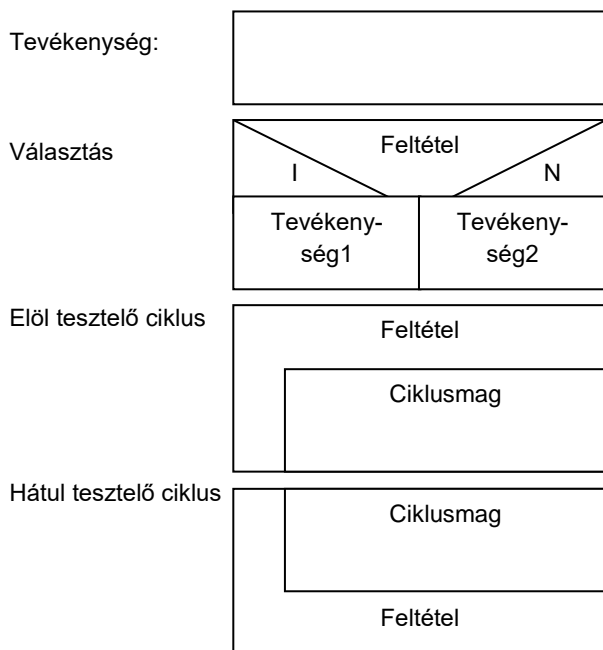 Tevékenység:
Választás
Feltétel
I
N
Tevékeny-
ség1
Tevékeny-
ség2
Elöl tesztelő ciklus
Feltétel
Ciklusmag
Hátul tesztelő ciklus
Ciklusmag
Feltétel